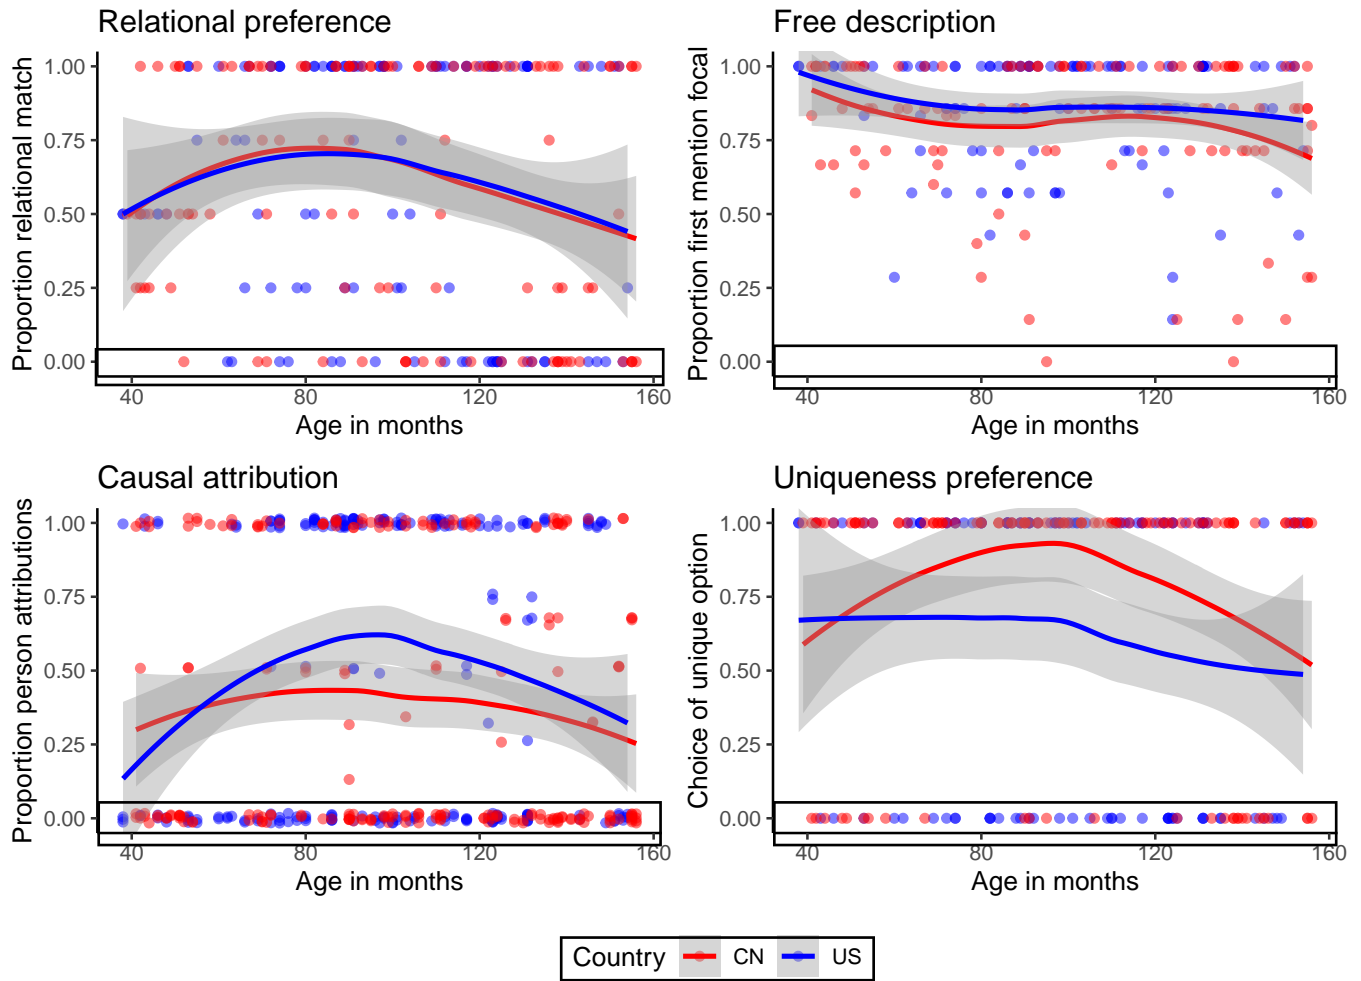 Relational preference
Proportion relational match
1.00
0.75
0.50
0.25
0.00
40
80
120
160
Age in months
Free description
Proportion first mention focal
1.00
0.75
0.50
0.25
0.00
40
80
120
160
Age in months
Causal attribution
Proportion person attributions
1.00
0.75
0.50
0.25
0.00
40
80
120
160
Age in months
Uniqueness preference
Choice of unique option
1.00
0.75
0.50
0.25
0.00
40
80
120
160
Age in months
Country CN US